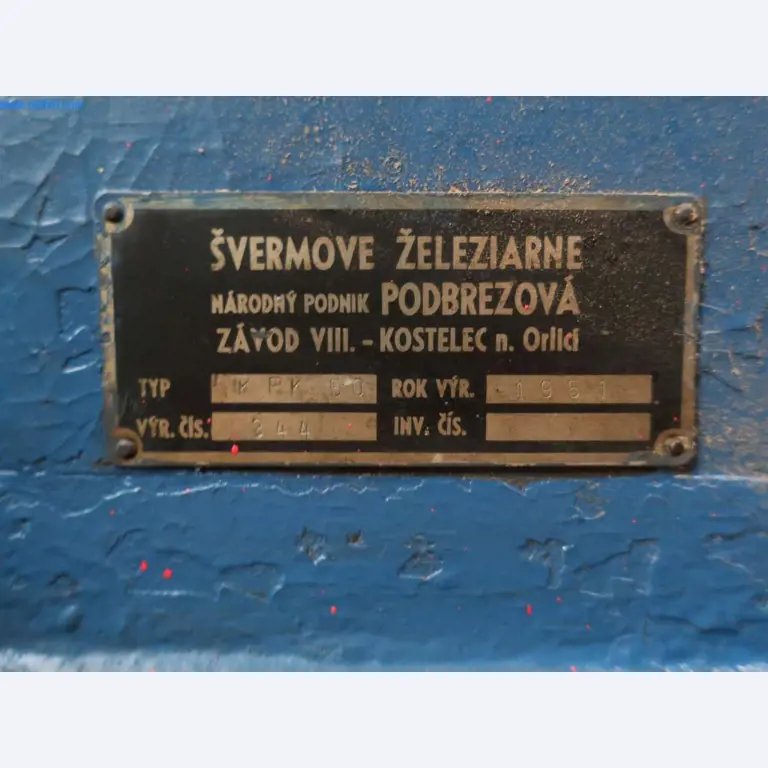 ŠVERMOVE ŽELEZIARNE
NÁRODNÝ PODNIK PODBREZOVÁ
ZÁVOD VIII. - KOSTELEC n. Orlicí
TYP ROK VÝR. 1961
VÝR. ČÍS. 344 INV. ČÍS.